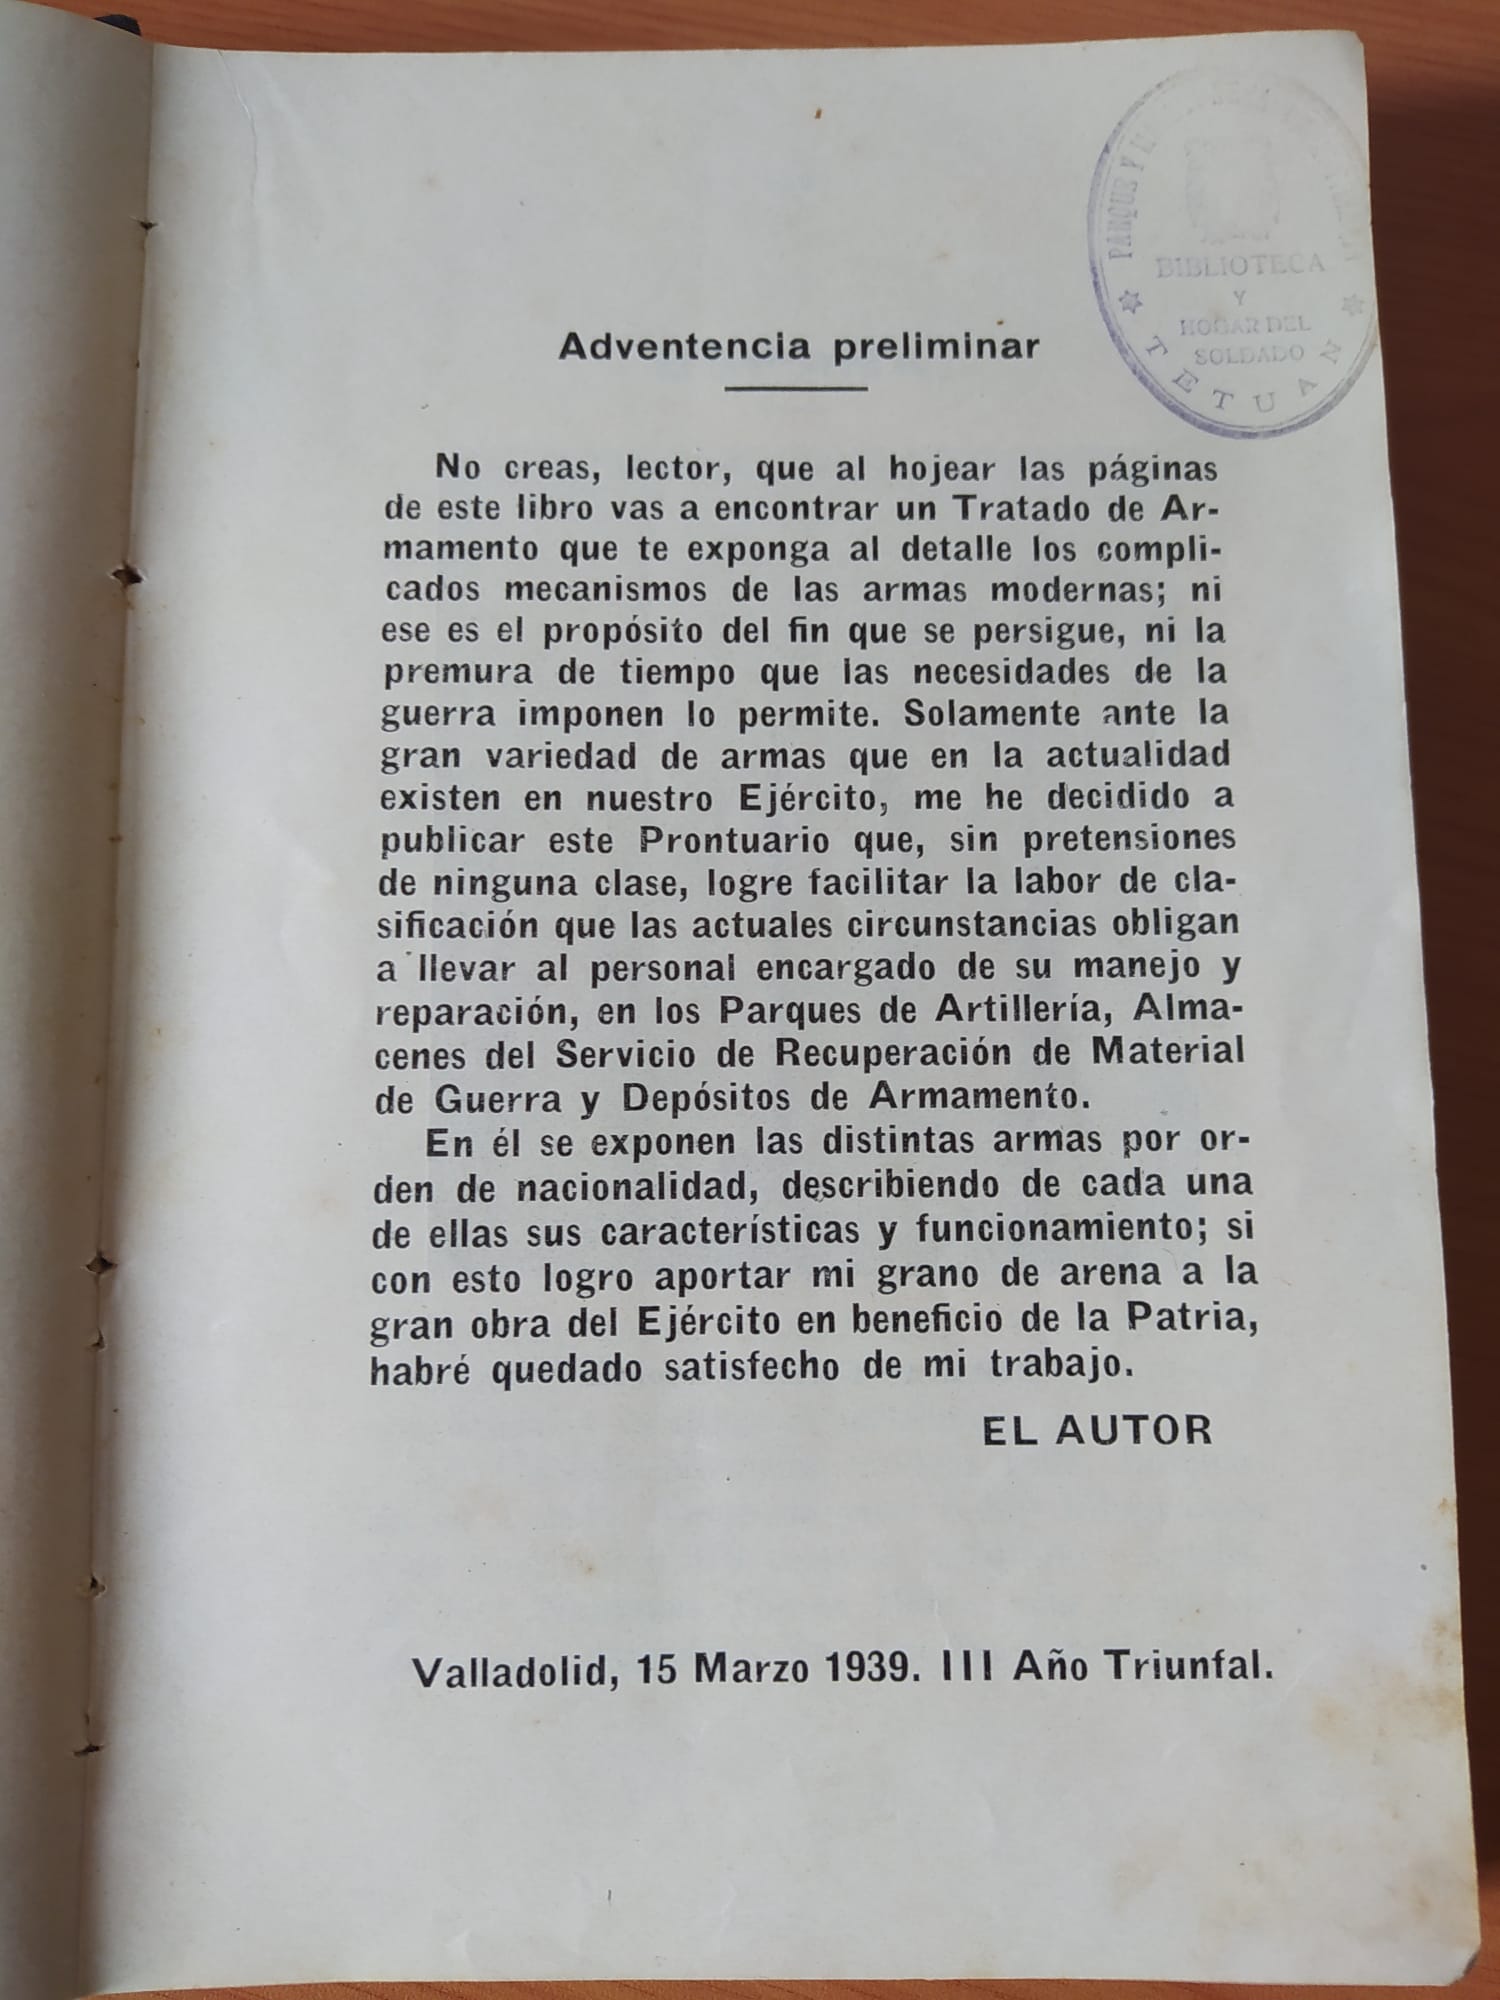 PARQUE Y
BIBLIOTECA
Y
HOGAR DEL
SOLDADO
TETUAN
Adventencia preliminar
No creas, lector, que al hojear las páginas
de este libro vas a encontrar un Tratado de Ar-
mamento que te exponga al detalle los compli-
cados mecanismos de las armas modernas; ni
ese es el propósito del fin que se persigue, ni la
premura de tiempo que las necesidades de la
guerra imponen lo permite. Solamente ante la
gran variedad de armas que en la actualidad
existen en nuestro Ejército, me he decidido a
publicar este Prontuario que, sin pretensiones
de ninguna clase, logre facilitar la labor de cla-
sificación que las actuales circunstancias obligan
a llevar al personal encargado de su manejo y
reparación, en los Parques de Artillería, Alma-
cenes del Servicio de Recuperación de Material
de Guerra y Depósitos de Armamento.
En él se exponen las distintas armas por or-
den de nacionalidad, describiendo de cada una
de ellas sus características y funcionamiento; si
con esto logro aportar mi grano de arena a la
gran obra del Ejército en beneficio de la Patria,
habré quedado satisfecho de mi trabajo.
EL AUTOR
Valladolid, 15 Marzo 1939. III Año Triunfal.